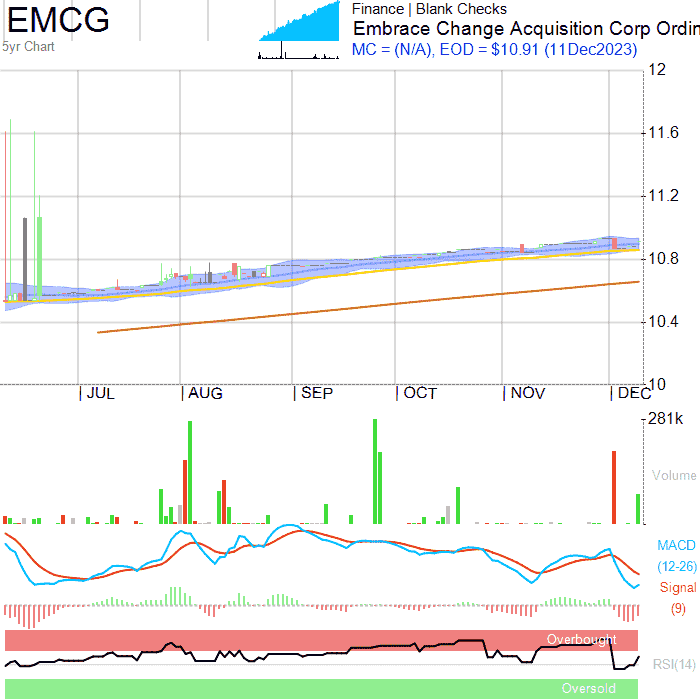 EMCG
5yr Chart
Finance | Blank Checks
Embrace Change Acquisition Corp Ordin
MC = (N/A), EOD = $10.91 (11Dec2023)
12
11.6
11.2
10.8
10.4
10
JUL AUG SEP OCT NOV DEC
281k
Volume
MACD
(12-26)
Signal
(9)
Overbought
RSI(14)
Oversold